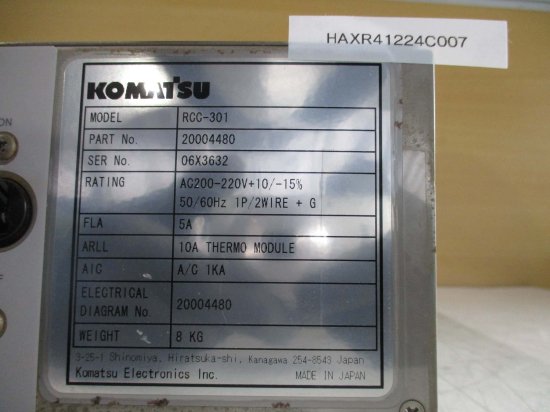 HAXR41224C007
KOMATSU
MODEL RCC-301
PART No. 20004480
SER No. 06X3632
RATING AC200-220V+10/-15%
50/60Hz 1P/2WIRE + G
FLA 5A
ARLL 10A THERMO MODULE
AIC A/C 1KA
ELECTRICAL
DIAGRAM No. 20004480
WEIGHT 8 KG
3-25-1 Shinomiya, Hiratsuka-shi, Kanagawa 254-8543 Japan
Komatsu Electronics Inc. MADE IN JAPAN
ON